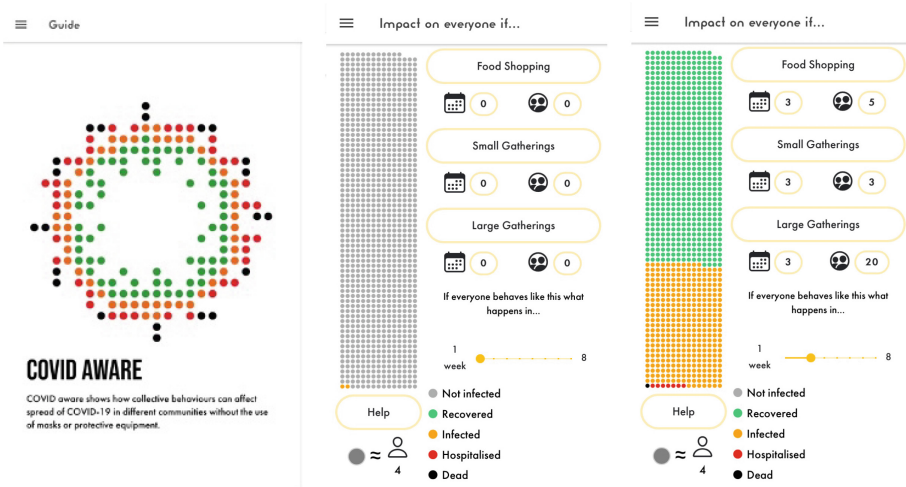 Guide
COVID AWARE
COVID aware shows how collective behaviours can affect
spread of COVID-19 in different communities without the use
of masks or protective equipment.
Impact on everyone if...
Food Shopping
0 0
Small Gatherings
0 0
Large Gatherings
0 0
If everyone behaves like this what
happens in...
1
week
8
Not infected
Recovered
Infected
Hospitalised
Dead
Help
≈
4
Impact on everyone if...
Food Shopping
3 5
Small Gatherings
3 3
Large Gatherings
3 20
If everyone behaves like this what
happens in...
1
week
8
Not infected
Recovered
Infected
Hospitalised
Dead
Help
≈
4